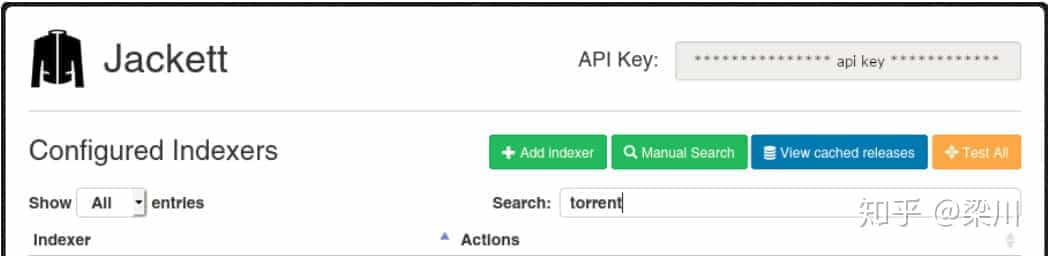 Jackett
API Key: *************** api key ************
Configured Indexers
Add indexer Manual Search View cached releases Test All
Show All entries Search: torrent
知乎 @梁川
Indexer Actions